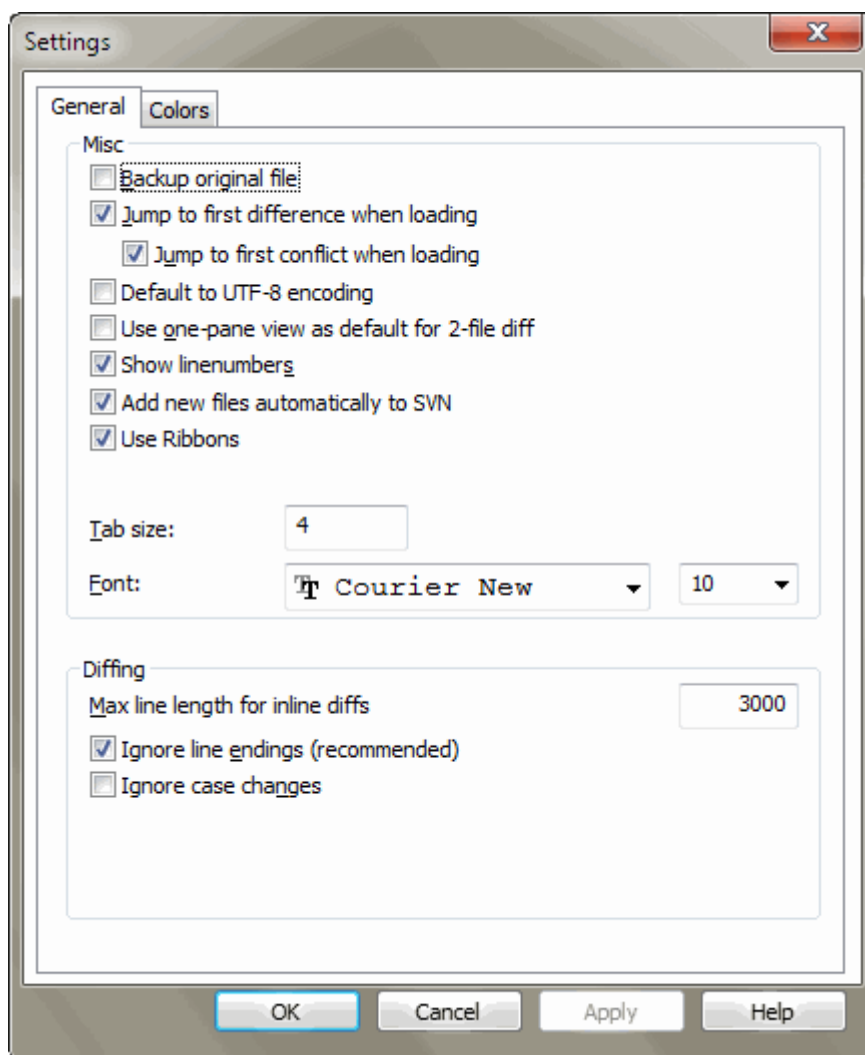 Settings
General
Colors
Misc
Backup original file
Jump to first difference when loading
Jump to first conflict when loading
Default to UTF-8 encoding
Use one-pane view as default for 2-file diff
Show linenumbers
Add new files automatically to SVN
Use Ribbons
Tab size: 4
Font: Courier New 10
Diffing
Max line length for inline diffs 3000
Ignore line endings (recommended)
Ignore case changes
OK Cancel Apply Help